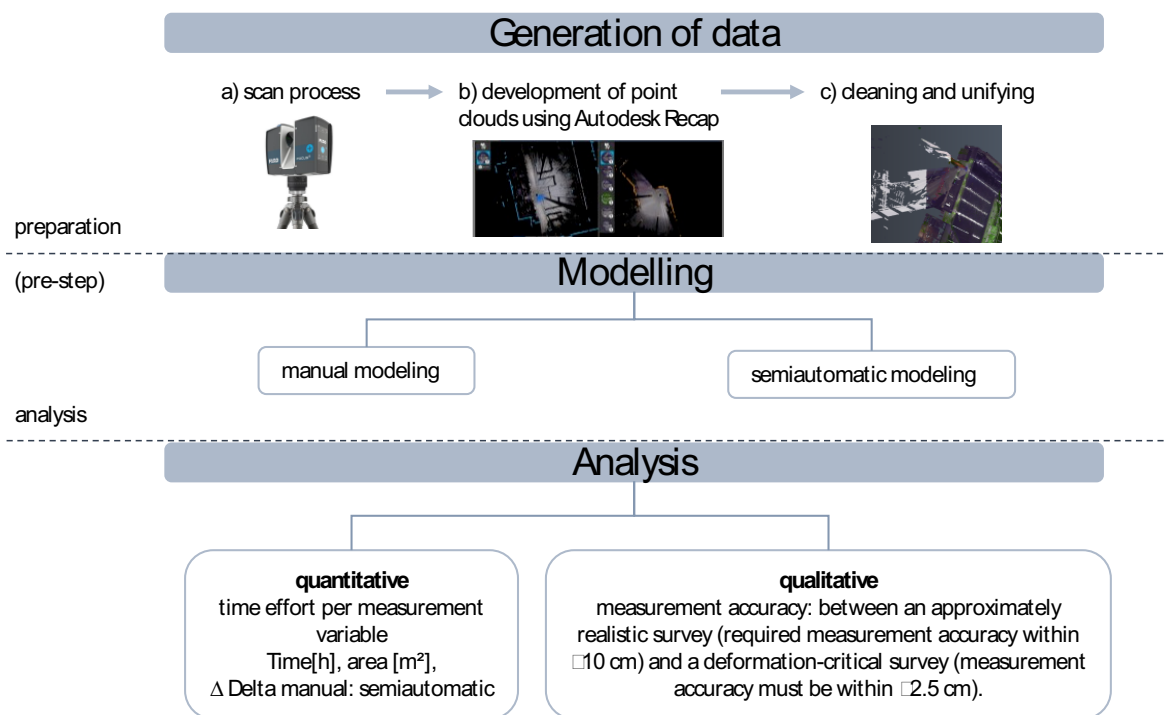 Generation of data
a) scan process
b) development of point
clouds using Autodesk Recap
c) cleaning and unifying
preparation
(pre-step)
Modelling
manual modeling
semiautomatic modeling
analysis
Analysis
quantitative
time effort per measurement
variable
Time[h], area [m²],
Δ Delta manual: semiautomatic
qualitative
measurement accuracy: between an approximately
realistic survey (required measurement accuracy within
□10 cm) and a deformation-critical survey (measurement
accuracy must be within □2.5 cm).